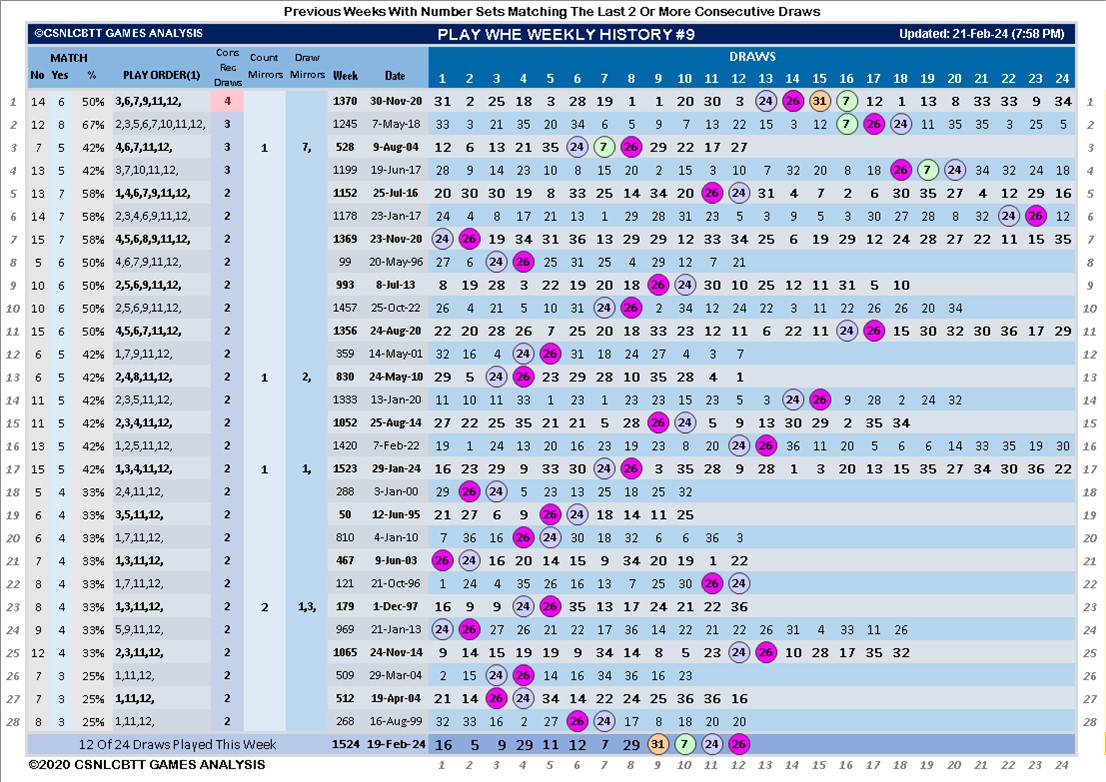 Previous Weeks With Number Sets Matching The Last 2 Or More Consecutive Draws
©CSNLCBTT GAMES ANALYSIS PLAY WHE WEEKLY HISTORY #9 Updated: 21-Feb-24 (7:58 PM)
MATCH Cons Rec Draws Count Mirrors Draw Mirrors DRAWS
No Yes % PLAY ORDER(1) Week Date 1 2 3 4 5 6 7 8 9 10 11 12 13 14 15 16 17 18 19 20 21 22 23 24
1 14 6 50% 3,6,7,9,11,12, 4 1370 30-Nov-20 31 2 25 18 3 28 19 1 1 20 30 3 24 26 31 7 12 1 13 8 33 33 9 34 1
2 12 8 67% 2,3,5,6,7,10,11,12, 3 1245 7-May-18 33 3 21 35 20 34 6 5 9 7 13 22 15 3 12 7 26 24 11 35 35 3 25 5 2
3 7 5 42% 4,6,7,11,12, 3 1 7, 528 9-Aug-04 12 6 13 21 35 24 7 26 29 22 17 27 3
4 13 5 42% 3,7,10,11,12, 3 1199 19-Jun-17 28 9 14 23 10 8 15 20 2 15 3 10 13 7 32 20 8 18 26 7 24 34 32 24 18 4
5 13 7 58% 1,4,6,7,9,11,12, 2 1152 25-Jul-16 20 30 30 19 8 33 25 14 34 20 26 24 31 4 7 2 6 30 35 27 4 12 29 16 5
6 14 7 58% 2,3,4,6,9,11,12, 2 1178 23-Jan-17 24 4 8 17 21 13 1 29 28 31 23 5 3 9 5 3 30 27 28 8 32 24 26 12 6
7 15 7 58% 4,5,6,8,9,11,12, 2 1369 23-Nov-20 24 26 19 34 31 36 13 29 29 12 33 34 25 6 19 29 12 14 28 27 22 11 15 35 7
8 5 6 50% 4,6,7,9,11,12, 2 99 20-May-96 27 6 24 26 25 31 25 4 29 12 7 21 8
9 10 6 50% 2,5,6,9,11,12, 2 993 8-Jul-13 8 19 28 3 22 19 20 18 26 24 30 10 25 12 11 31 5 10 9
10 10 6 50% 2,5,6,9,11,12, 2 1457 25-Oct-22 26 4 21 5 10 31 24 26 2 34 12 10 12 24 22 3 11 22 26 26 20 34 10
11 15 6 50% 4,5,6,7,11,12, 2 1356 24-Aug-20 22 20 28 26 7 25 20 18 33 23 12 11 6 22 11 24 26 15 30 32 30 36 17 29 11
12 6 5 42% 1,7,9,11,12, 2 359 14-May-01 32 16 4 24 26 31 18 24 27 4 3 7 12
13 6 5 42% 2,4,8,11,12, 2 1 2, 830 24-May-10 29 5 24 26 23 29 28 10 35 28 4 1 13
14 11 5 42% 2,3,5,11,12, 2 1333 13-Jan-20 11 10 11 33 1 23 1 23 23 15 23 5 3 24 26 9 28 2 24 32 14
15 11 5 42% 2,3,4,11,12, 2 1052 25-Aug-14 27 22 25 35 21 21 5 28 26 24 5 9 13 30 29 2 35 34 15
16 13 5 42% 1,2,5,11,12, 2 1420 7-Feb-22 19 1 24 13 20 16 23 19 23 8 20 24 26 36 11 20 5 6 6 14 33 35 19 30 16
17 15 5 42% 1,3,4,11,12, 2 1 1, 1523 29-Jan-24 16 23 29 9 33 30 24 26 3 35 28 9 28 1 3 20 13 15 35 27 34 30 36 22 17
18 5 4 33% 2,4,11,12, 2 288 3-Jan-00 29 26 24 5 23 13 25 18 25 32 18
19 6 4 33% 3,5,11,12, 2 50 12-Jun-95 21 27 6 9 26 24 18 14 11 25 19
20 6 4 33% 1,7,11,12, 2 810 4-Jan-10 7 36 16 26 24 30 18 32 6 6 36 3 20
21 7 4 33% 1,3,11,12, 2 467 9-Jun-03 26 24 16 20 14 15 9 34 20 19 1 22 21
22 8 4 33% 1,7,11,12, 2 121 21-Oct-96 1 24 4 35 26 16 13 7 25 30 26 24 22
23 8 4 33% 1,3,11,12, 2 2 1,3, 179 1-Dec-97 16 9 9 24 26 35 13 17 24 21 23 36 23
24 9 4 33% 5,9,11,12, 2 969 21-Jan-13 24 26 27 26 21 22 17 36 14 22 21 22 26 31 4 33 11 26 24
25 12 4 33% 2,3,11,12, 2 1065 24-Nov-14 9 14 15 19 19 9 34 14 8 5 23 24 26 10 28 17 35 32 25
26 7 3 25% 1,11,12, 2 509 29-Mar-04 2 15 24 26 14 16 34 36 16 23 26
27 7 3 25% 1,11,12, 2 512 19-Apr-04 21 14 26 24 34 14 22 24 25 27 36 16 27
28 8 3 25% 1,11,12, 2 268 16-Aug-99 32 33 16 2 27 26 24 17 8 18 20 20 28
12 Of 24 Draws Played This Week 1524 19-Feb-24 16 5 9 29 11 12 7 29 31 7 24 26
©2020 CSNLCBTT GAMES ANALYSIS 1 2 3 4 5 6 7 8 9 10 11 12 13 14 15 16 17 18 19 20 21 22 23 24